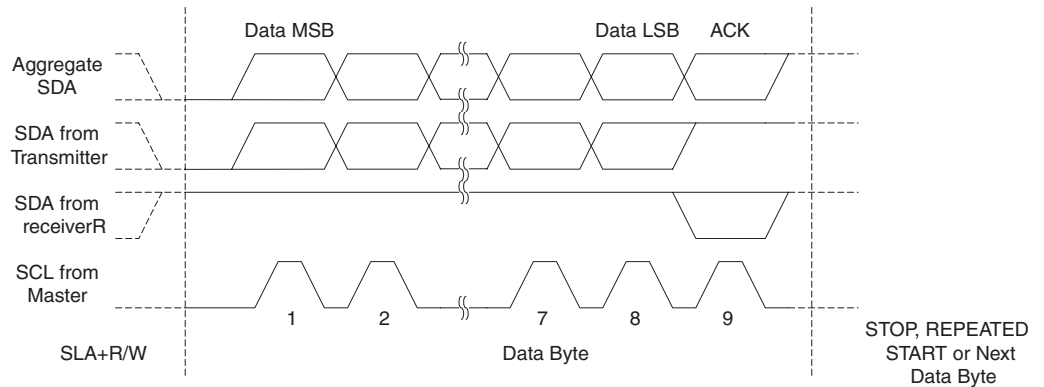 Data MSB Data LSB ACK
Aggregate
SDA
SDA from
Transmitter
SDA from
receiverR
SCL from
Master
1 2 7 8 9
SLA+R/W
Data Byte
STOP, REPEATED
START or Next
Data Byte